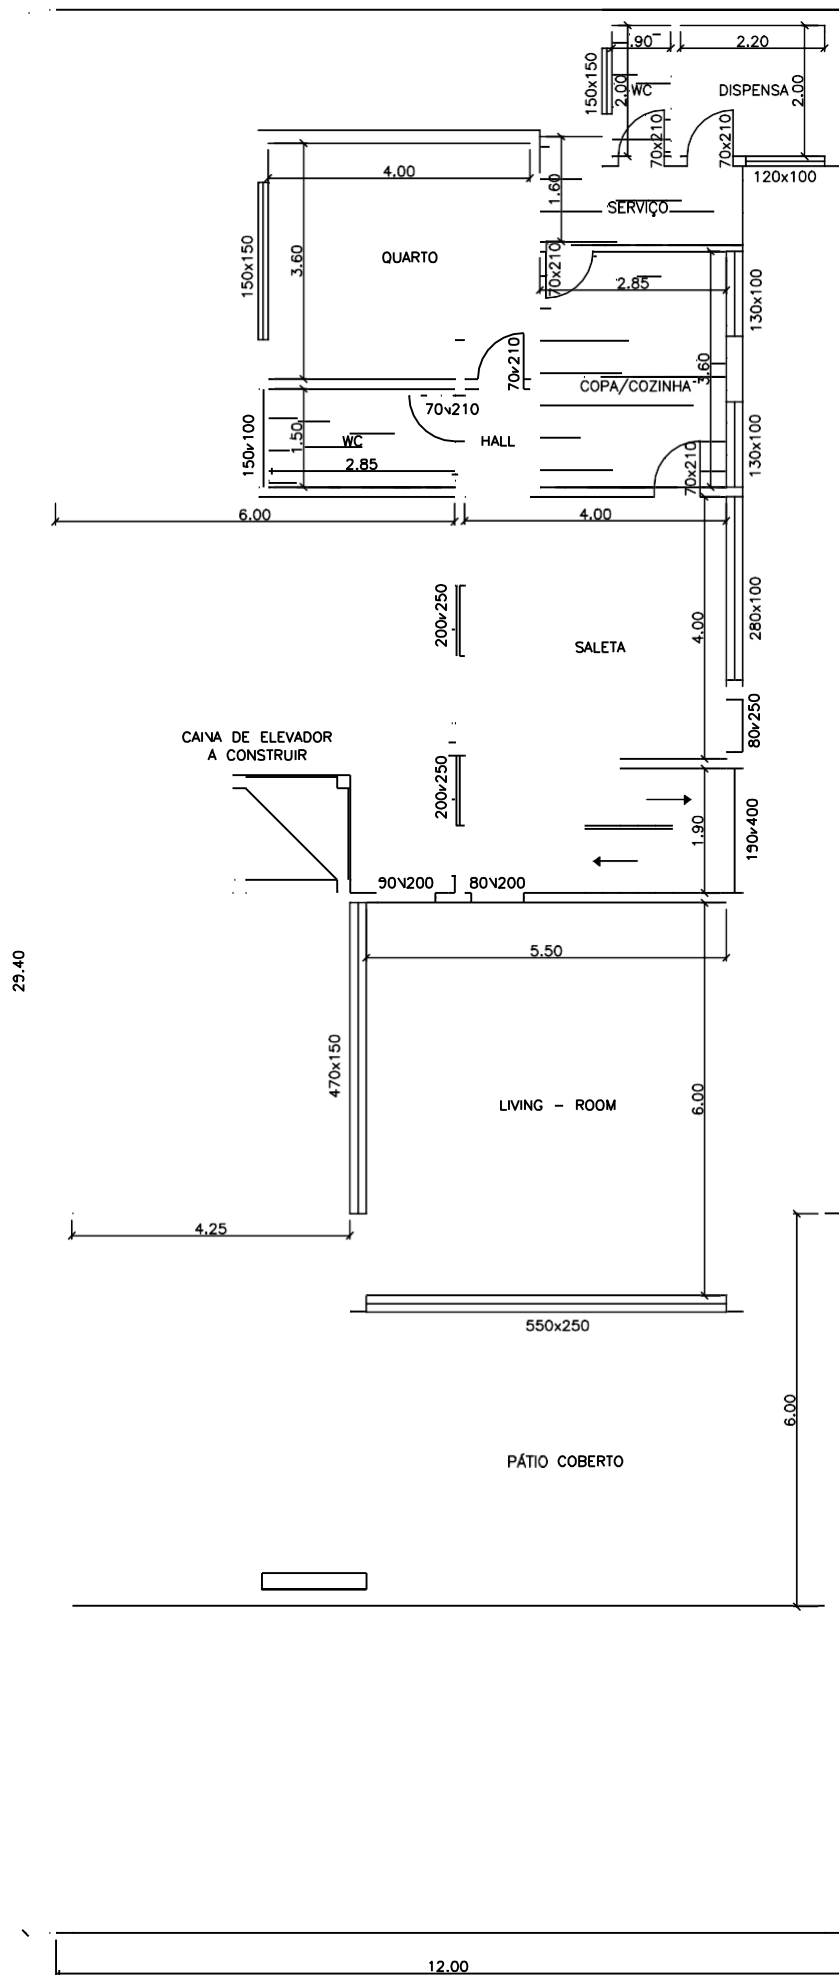 .90
2.20
150x150
2.00
WC
DISPENSA
2.00
70x210
70x210
120x100
4.00
1.60
SERVIÇO
150x150
3.60
QUARTO
70x210
2.85
130x100
70x210
3.60
COPA/COZINHA
70x210
150x100
1.50
WC
HALL
2.85
70x210
130x100
6.00
4.00
200x250
280x100
4.00
SALETA
CAIXA DE ELEVADOR
A CONSTRUIR
80x250
200x250
1.90
190x400
90x200
80x200
5.50
29.40
470x150
LIVING - ROOM
6.00
4.25
550x250
6.00
PÁTIO COBERTO
12.00